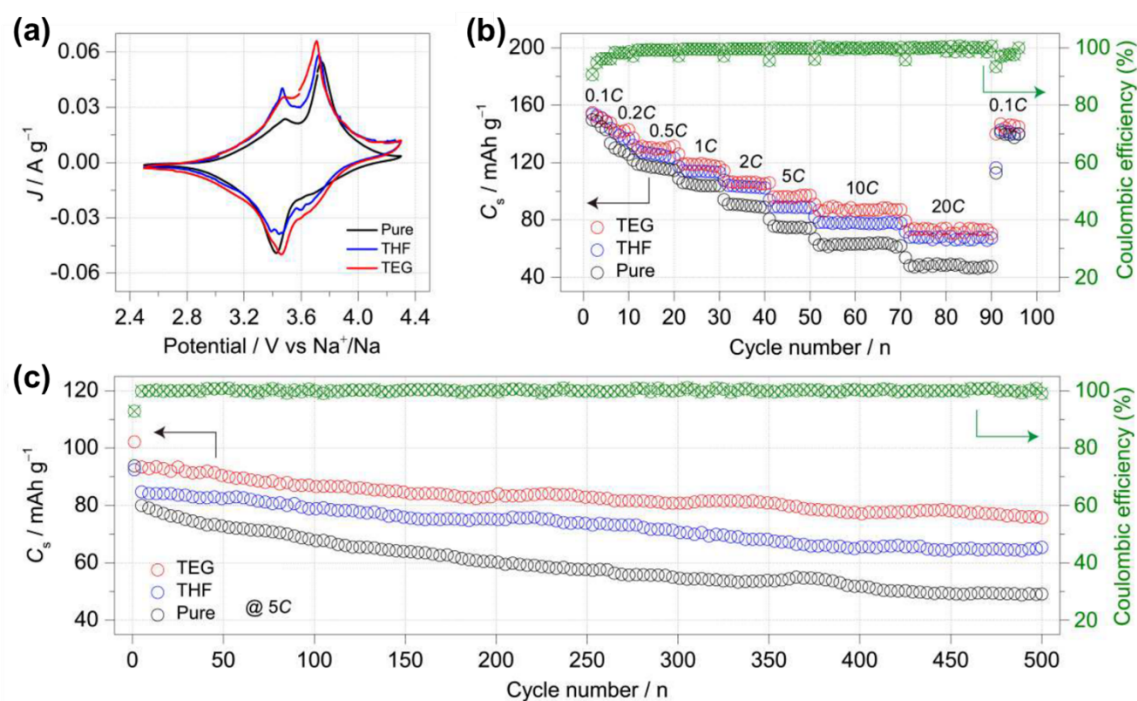 (a)
0.06
0.03
0.00
-0.03
-0.06
J / A g⁻¹
Pure
THF
TEG
2.4 2.8 3.2 3.6 4.0 4.4
Potential / V vs Na⁺/Na
(b)
200
160
120
80
40
Cₛ / mAh g⁻¹
0.1C
0.2C
0.5C
1C
2C
5C
10C
20C
0.1C
TEG
THF
Pure
100
80
60
40
20
Coulombic efficiency (%)
0 10 20 30 40 50 60 70 80 90 100
Cycle number / n
(c)
120
100
80
60
40
Cₛ / mAh g⁻¹
TEG
THF
Pure
@ 5C
100
80
60
40
20
Coulombic efficiency (%)
0 50 100 150 200 250 300 350 400 450 500
Cycle number / n